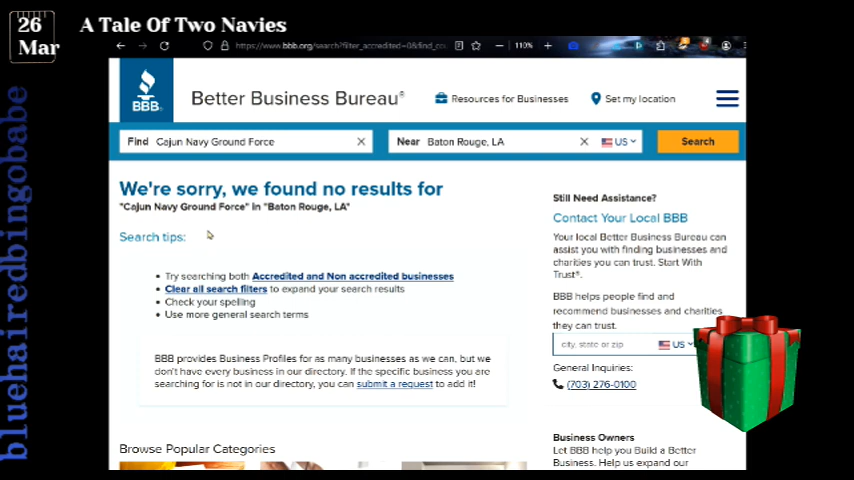 26
Mar
A Tale Of Two Navies
bluehairedbingobabe
https://www.bbb.org/search?filter_accredited=0&find_co
110%
BBB
Better Business Bureau®
Resources for Businesses
Set my location
Find Cajun Navy Ground Force
Near Baton Rouge, LA
US
Search
We're sorry, we found no results for
"Cajun Navy Ground Force" in "Baton Rouge, LA"
Search tips:
• Try searching both Accredited and Non accredited businesses
• Clear all search filters to expand your search results
• Check your spelling
• Use more general search terms
BBB provides Business Profiles for as many businesses as we can, but we
don't have every business in our directory. If the specific business you are
searching for is not in our directory, you can submit a request to add it!
Browse Popular Categories
Still Need Assistance?
Contact Your Local BBB
Your local Better Business Bureau can
assist you with finding businesses and
charities you can trust. Start With
Trust®.
BBB helps people find and
recommend businesses and charities
they can trust.
city, state or zip
US
General Inquiries:
(703) 276-0100
Business Owners
Let BBB help you Build a Better
Business. Help us expand our